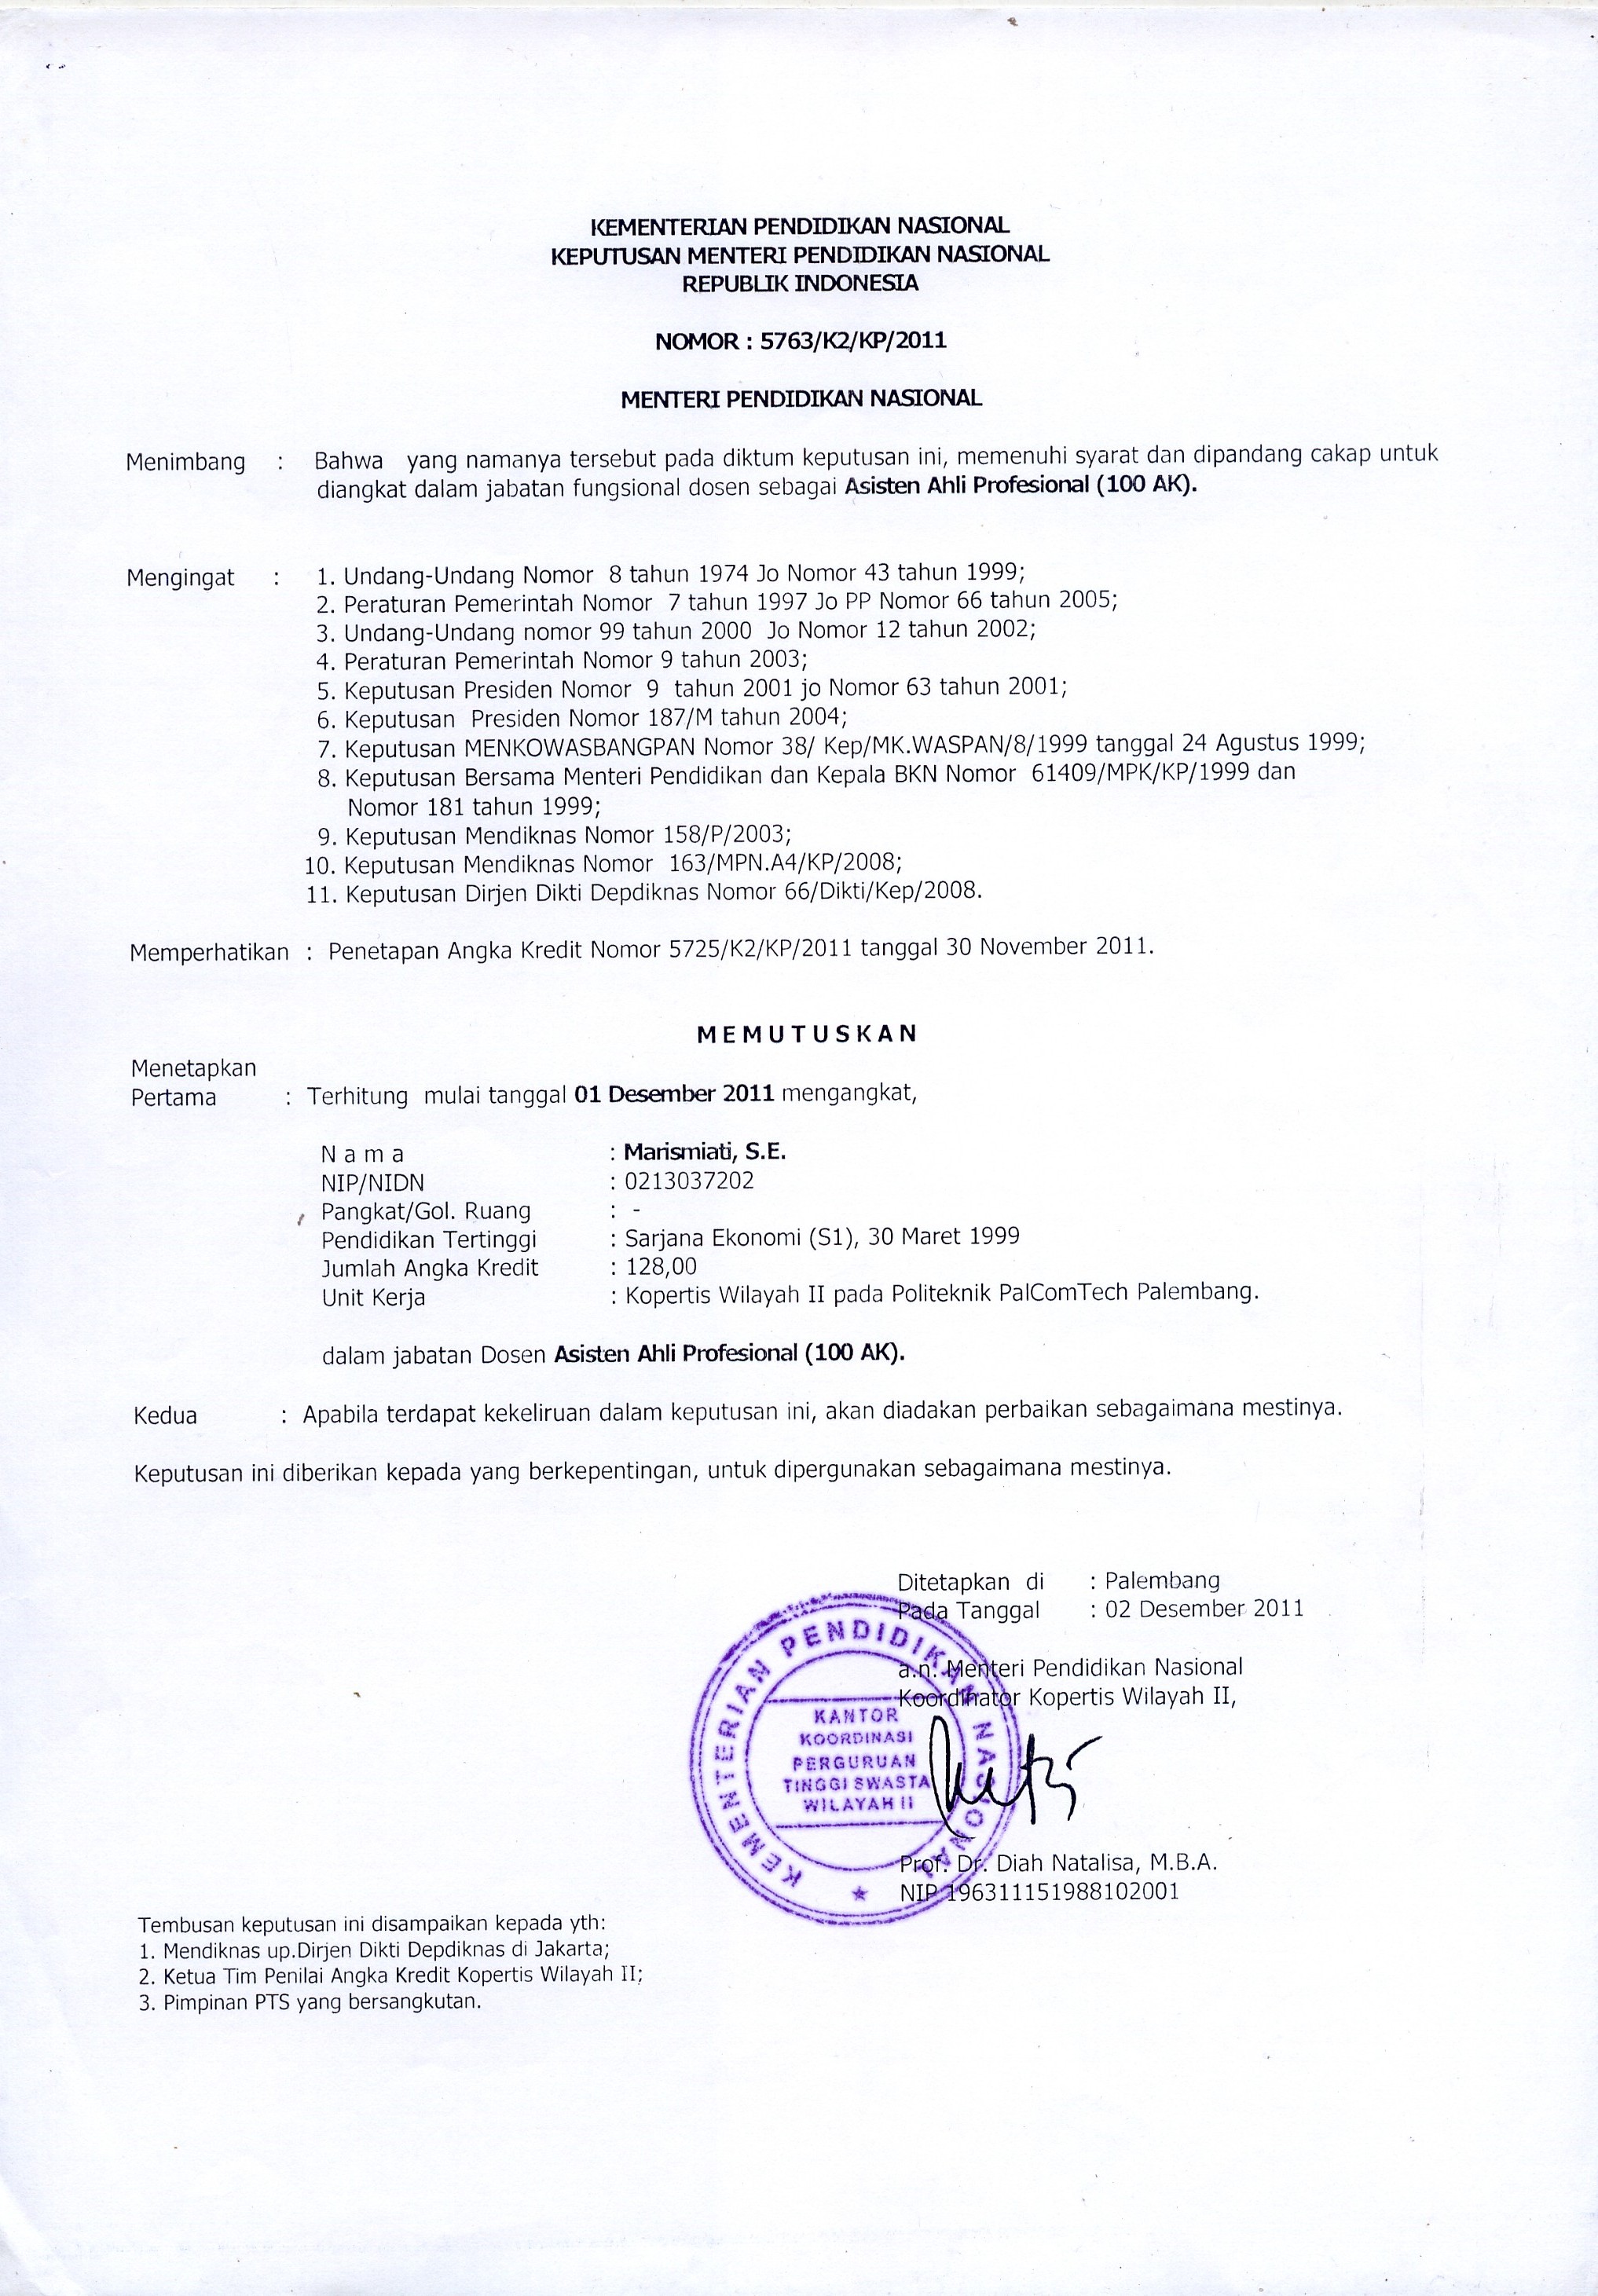 KEMENTERIAN PENDIDIKAN NASIONAL
KEPUTUSAN MENTERI PENDIDIKAN NASIONAL
REPUBLIK INDONESIA
NOMOR : 5763/K2/KP/2011
MENTERI PENDIDIKAN NASIONAL
Menimbang : Bahwa yang namanya tersebut pada diktum keputusan ini, memenuhi syarat dan dipandang cakap untuk
diangkat dalam jabatan fungsional dosen sebagai Asisten Ahli Profesional (100 AK).
Mengingat : 1. Undang-Undang Nomor 8 tahun 1974 Jo Nomor 43 tahun 1999;
2. Peraturan Pemerintah Nomor 7 tahun 1997 Jo PP Nomor 66 tahun 2005;
3. Undang-Undang nomor 99 tahun 2000 Jo Nomor 12 tahun 2002;
4. Peraturan Pemerintah Nomor 9 tahun 2003;
5. Keputusan Presiden Nomor 9 tahun 2001 jo Nomor 63 tahun 2001;
6. Keputusan Presiden Nomor 187/M tahun 2004;
7. Keputusan MENKOWASBANGPAN Nomor 38/ Kep/MK.WASPAN/8/1999 tanggal 24 Agustus 1999;
8. Keputusan Bersama Menteri Pendidikan dan Kepala BKN Nomor 61409/MPK/KP/1999 dan
Nomor 181 tahun 1999;
9. Keputusan Mendiknas Nomor 158/P/2003;
10. Keputusan Mendiknas Nomor 163/MPN.A4/KP/2008;
11. Keputusan Dirjen Dikti Depdiknas Nomor 66/Dikti/Kep/2008.
Memperhatikan : Penetapan Angka Kredit Nomor 5725/K2/KP/2011 tanggal 30 November 2011.
M E M U T U S K A N
Menetapkan
Pertama : Terhitung mulai tanggal 01 Desember 2011 mengangkat,
N a m a : Marismiati, S.E.
NIP/NIDN : 0213037202
Pangkat/Gol. Ruang : -
Pendidikan Tertinggi : Sarjana Ekonomi (S1), 30 Maret 1999
Jumlah Angka Kredit : 128,00
Unit Kerja : Kopertis Wilayah II pada Politeknik PalComTech Palembang.
dalam jabatan Dosen Asisten Ahli Profesional (100 AK).
Kedua : Apabila terdapat kekeliruan dalam keputusan ini, akan diadakan perbaikan sebagaimana mestinya.
Keputusan ini diberikan kepada yang berkepentingan, untuk dipergunakan sebagaimana mestinya.
Ditetapkan di : Palembang
Pada Tanggal : 02 Desember 2011
a.n. Menteri Pendidikan Nasional
Koordinator Kopertis Wilayah II,
KEMENTERIAN PENDIDIKAN NASIONAL
KANTOR
KOORDINASI
PERGURUAN
TINGGI SWASTA
WILAYAH II
Prof. Dr. Diah Natalisa, M.B.A.
NIP 196311151988102001
Tembusan keputusan ini disampaikan kepada yth:
1. Mendiknas up.Dirjen Dikti Depdiknas di Jakarta;
2. Ketua Tim Penilai Angka Kredit Kopertis Wilayah II;
3. Pimpinan PTS yang bersangkutan.